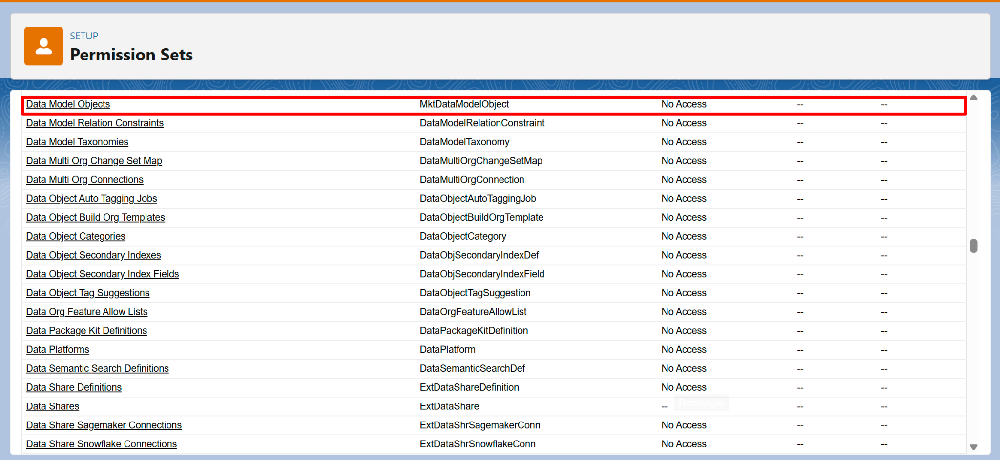 SETUP
Permission Sets
Data Model Objects MktDataModelObject No Access -- --
Data Model Relation Constraints DataModelRelationConstraint No Access -- --
Data Model Taxonomies DataModelTaxonomy No Access -- --
Data Multi Org Change Set Map DataMultiOrgChangeSetMap No Access -- --
Data Multi Org Connections DataMultiOrgConnection No Access -- --
Data Object Auto Tagging Jobs DataObjectAutoTaggingJob No Access -- --
Data Object Build Org Templates DataObjectBuildOrgTemplate No Access -- --
Data Object Categories DataObjectCategory No Access -- --
Data Object Secondary Indexes DataObjSecondaryIndexDef No Access -- --
Data Object Secondary Index Fields DataObjSecondaryIndexField No Access -- --
Data Object Tag Suggestions DataObjectTagSuggestion No Access -- --
Data Org Feature Allow Lists DataOrgFeatureAllowList No Access -- --
Data Package Kit Definitions DataPackageKitDefinition No Access -- --
Data Platforms DataPlatform No Access -- --
Data Semantic Search Definitions DataSemanticSearchDef No Access -- --
Data Share Definitions ExtDataShareDefinition No Access -- --
Data Shares ExtDataShare -- Rectangle -- --
Data Share Sagemaker Connections ExtDataShrSagemakerConn No Access -- --
Data Share Snowflake Connections ExtDataShrSnowflakeConn No Access -- --